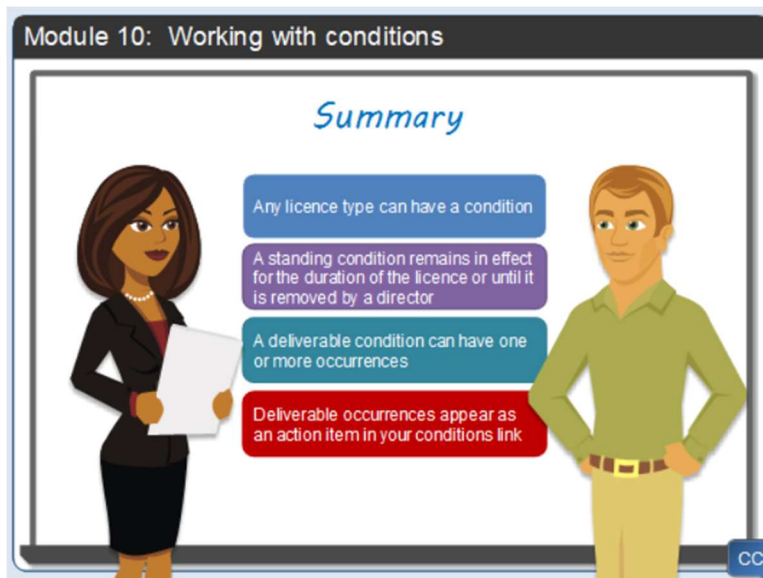 Module 10: Working with conditions
Summary
Any licence type can have a condition
A standing condition remains in effect
for the duration of the licence or until it
is removed by a director
A deliverable condition can have one
or more occurrences
Deliverable occurrences appear as
an action item in your conditions link
CC